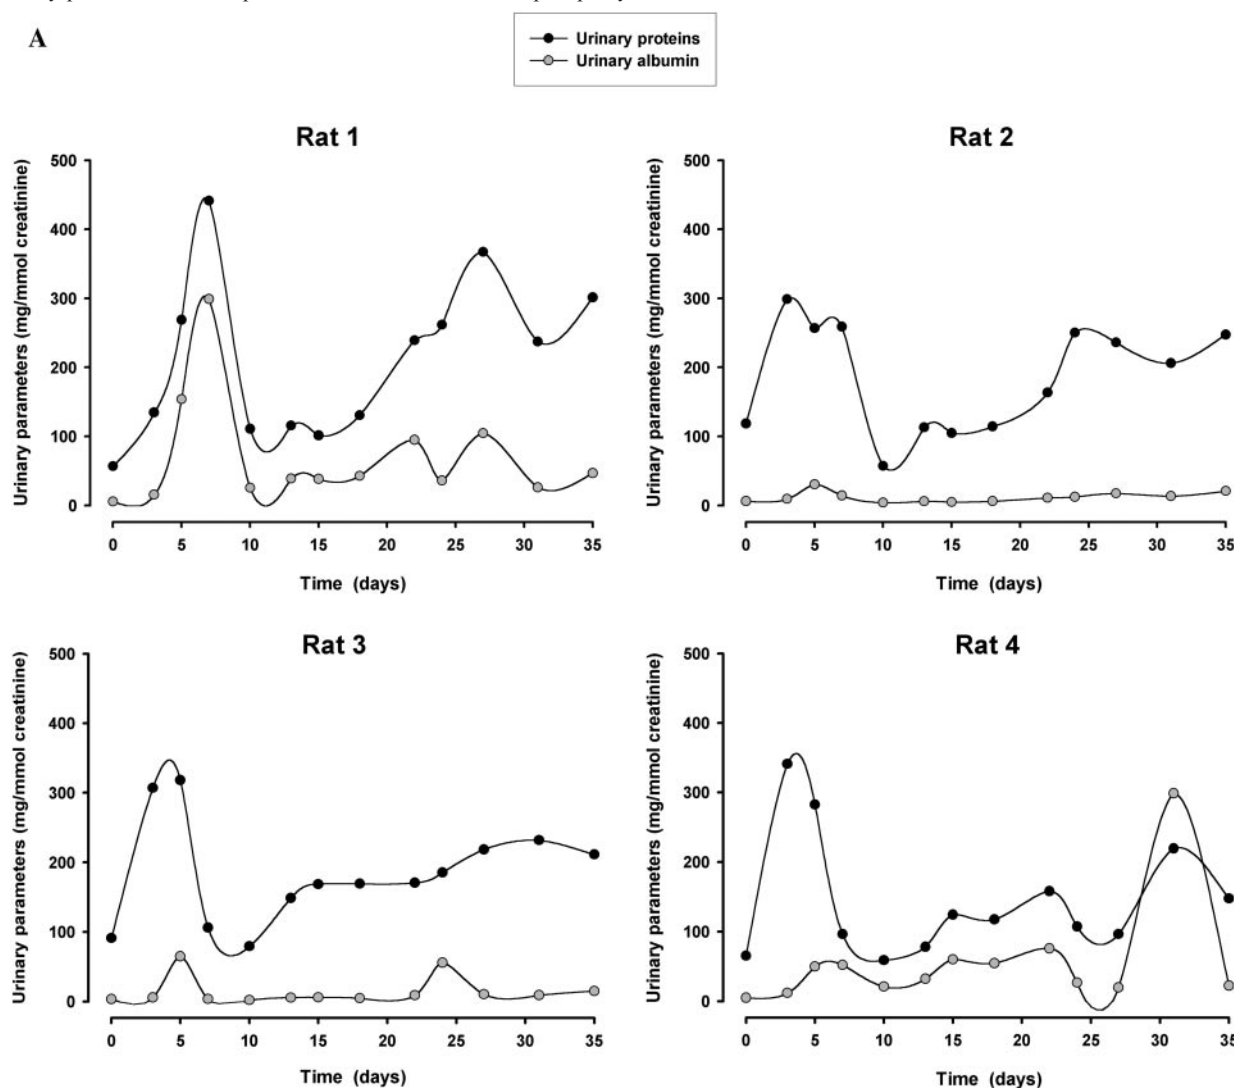 A
Urinary proteins
Urinary albumin
Rat 1
Urinary parameters (mg/mmol creatinine)
500
400
300
200
100
0
0 5 10 15 20 25 30 35
Time (days)
Rat 2
Urinary parameters (mg/mmol creatinine)
500
400
300
200
100
0
0 5 10 15 20 25 30 35
Time (days)
Rat 3
Urinary parameters (mg/mmol creatinine)
500
400
300
200
100
0
0 5 10 15 20 25 30 35
Time (days)
Rat 4
Urinary parameters (mg/mmol creatinine)
500
400
300
200
100
0
0 5 10 15 20 25 30 35
Time (days)